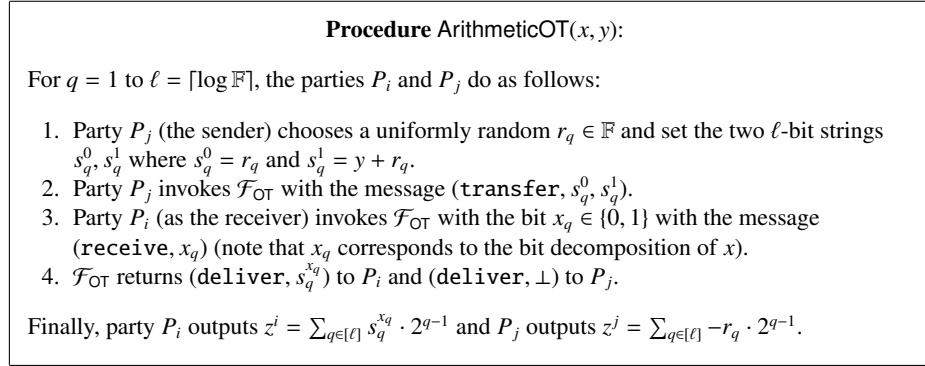 Procedure ArithmeticOT(x, y):
For q = 1 to ℓ = ⌈log 𝔽⌉, the parties P_i and P_j do as follows:
1. Party P_j (the sender) chooses a uniformly random r_q ∈ 𝔽 and set the two ℓ-bit strings
s_q^0, s_q^1 where s_q^0 = r_q and s_q^1 = y + r_q.
2. Party P_j invokes ℱ_OT with the message (transfer, s_q^0, s_q^1).
3. Party P_i (as the receiver) invokes ℱ_OT with the bit x_q ∈ {0, 1} with the message
(receive, x_q) (note that x_q corresponds to the bit decomposition of x).
4. ℱ_OT returns (deliver, s_q^{x_q}) to P_i and (deliver, ⊥) to P_j.
Finally, party P_i outputs z^i = ∑_{q∈[ℓ]} s_q^{x_q} · 2^{q−1} and P_j outputs z^j = ∑_{q∈[ℓ]} −r_q · 2^{q−1}.